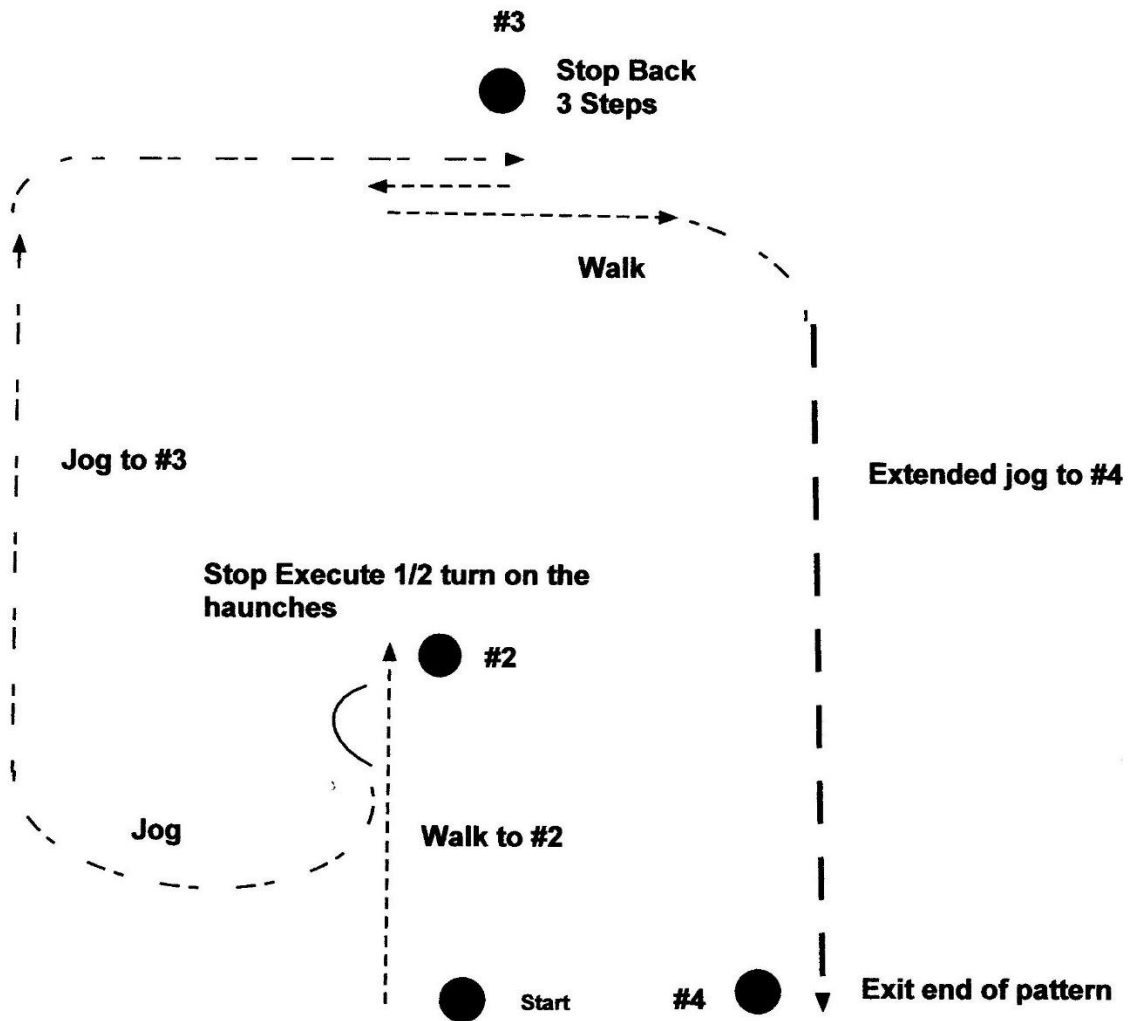 #3
Stop Back
3 Steps
Walk
Jog to #3
Extended jog to #4
Stop Execute 1/2 turn on the
haunches
#2
Jog
Walk to #2
Start
#4
Exit end of pattern